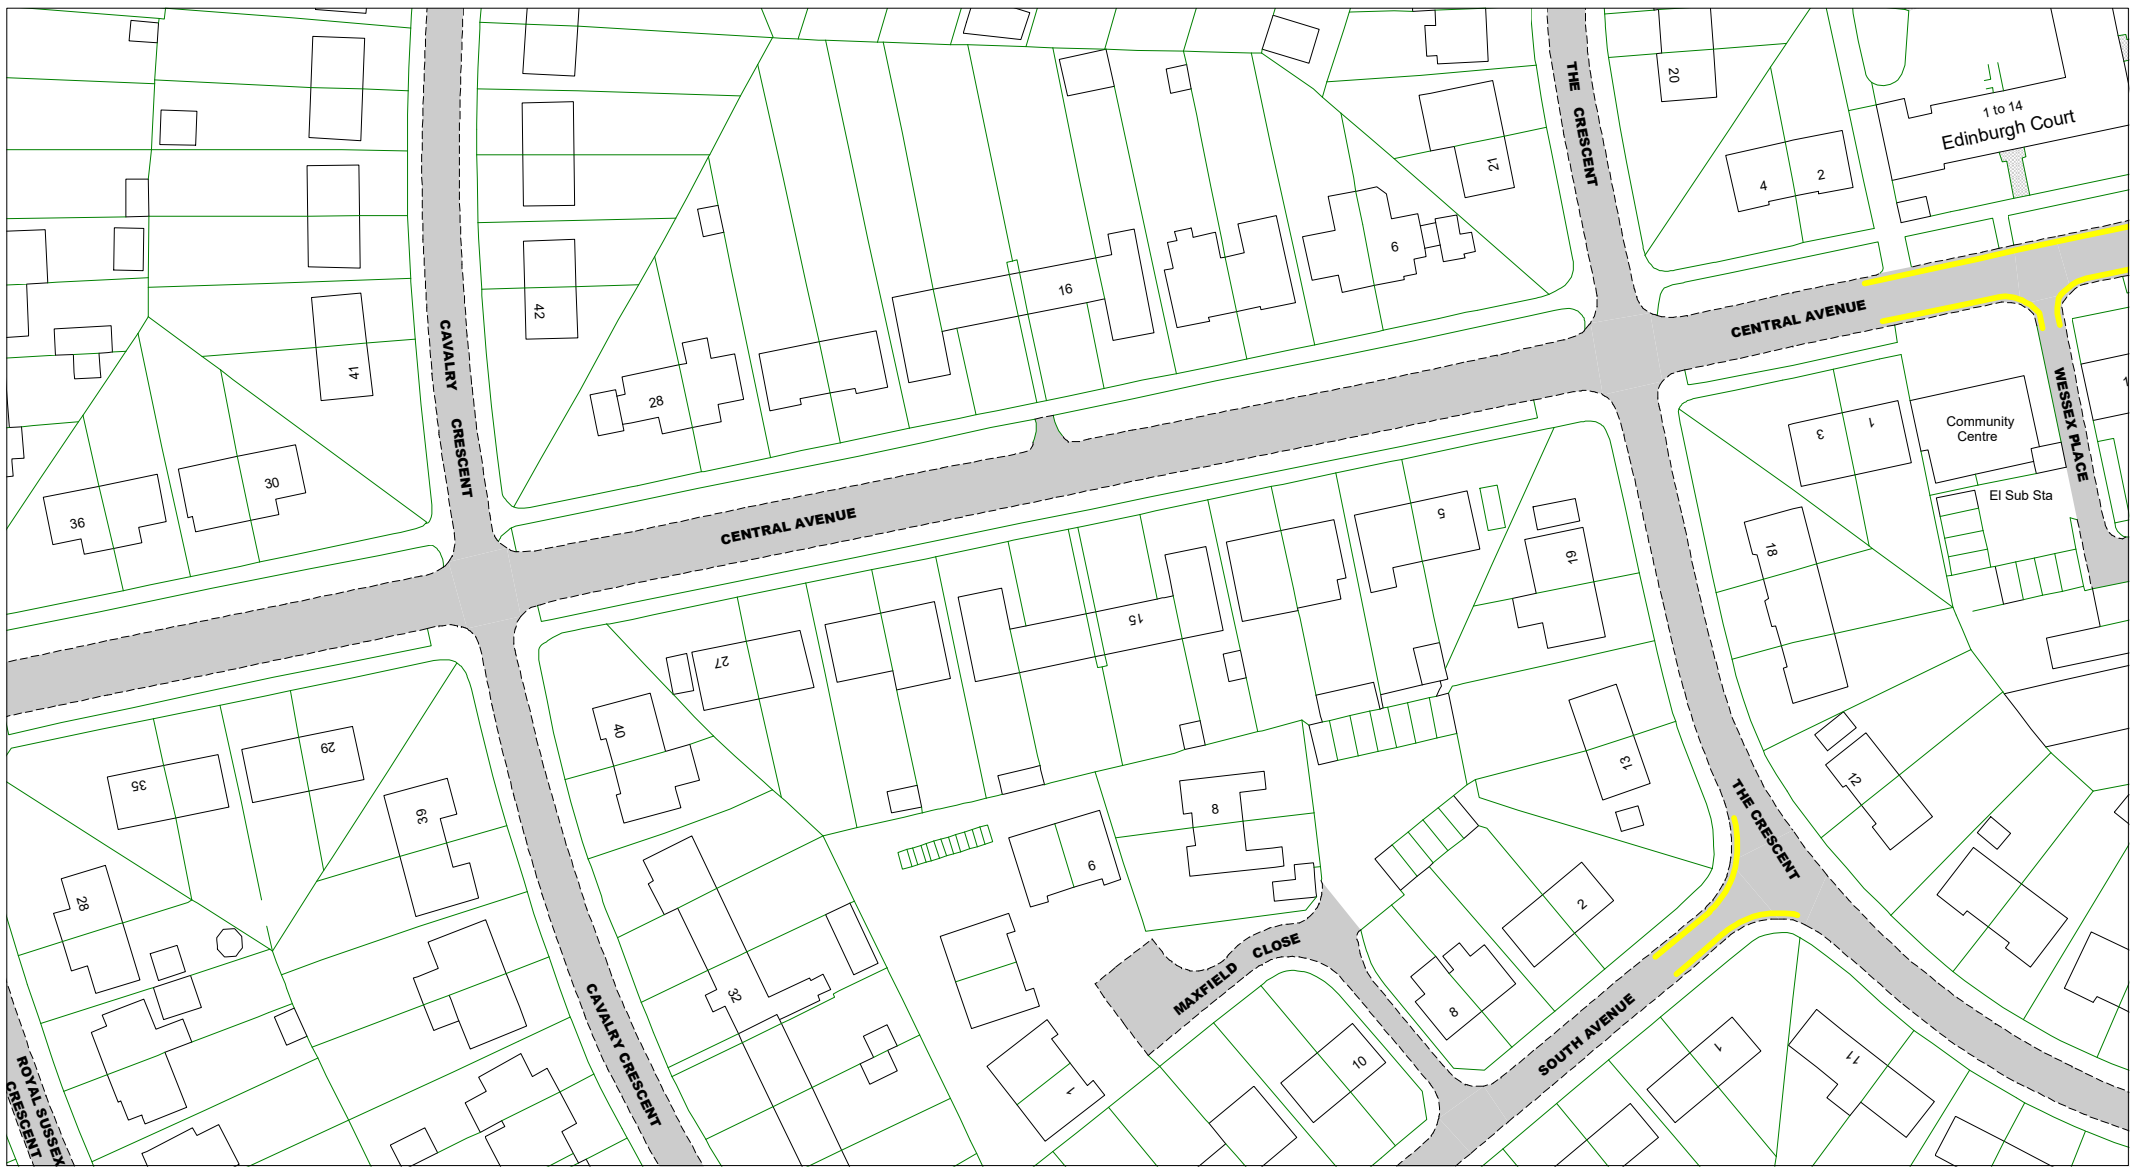 THE CRESCENT
20
1 to 14
Edinburgh Court
21
4
2
6
16
42
CAVALRY CRESCENT
41
28
CENTRAL AVENUE
WESSEX PLACE
1
3
1
Community
Centre
El Sub Sta
30
36
CENTRAL AVENUE
5
19
18
15
27
40
29
35
39
28
13
12
THE CRESCENT
8
6
2
8
MAXFIELD CLOSE
32
CAVALRY CRESCENT
SOUTH AVENUE
10
1
1
11
ROYAL SUSSEX
CRESCENT